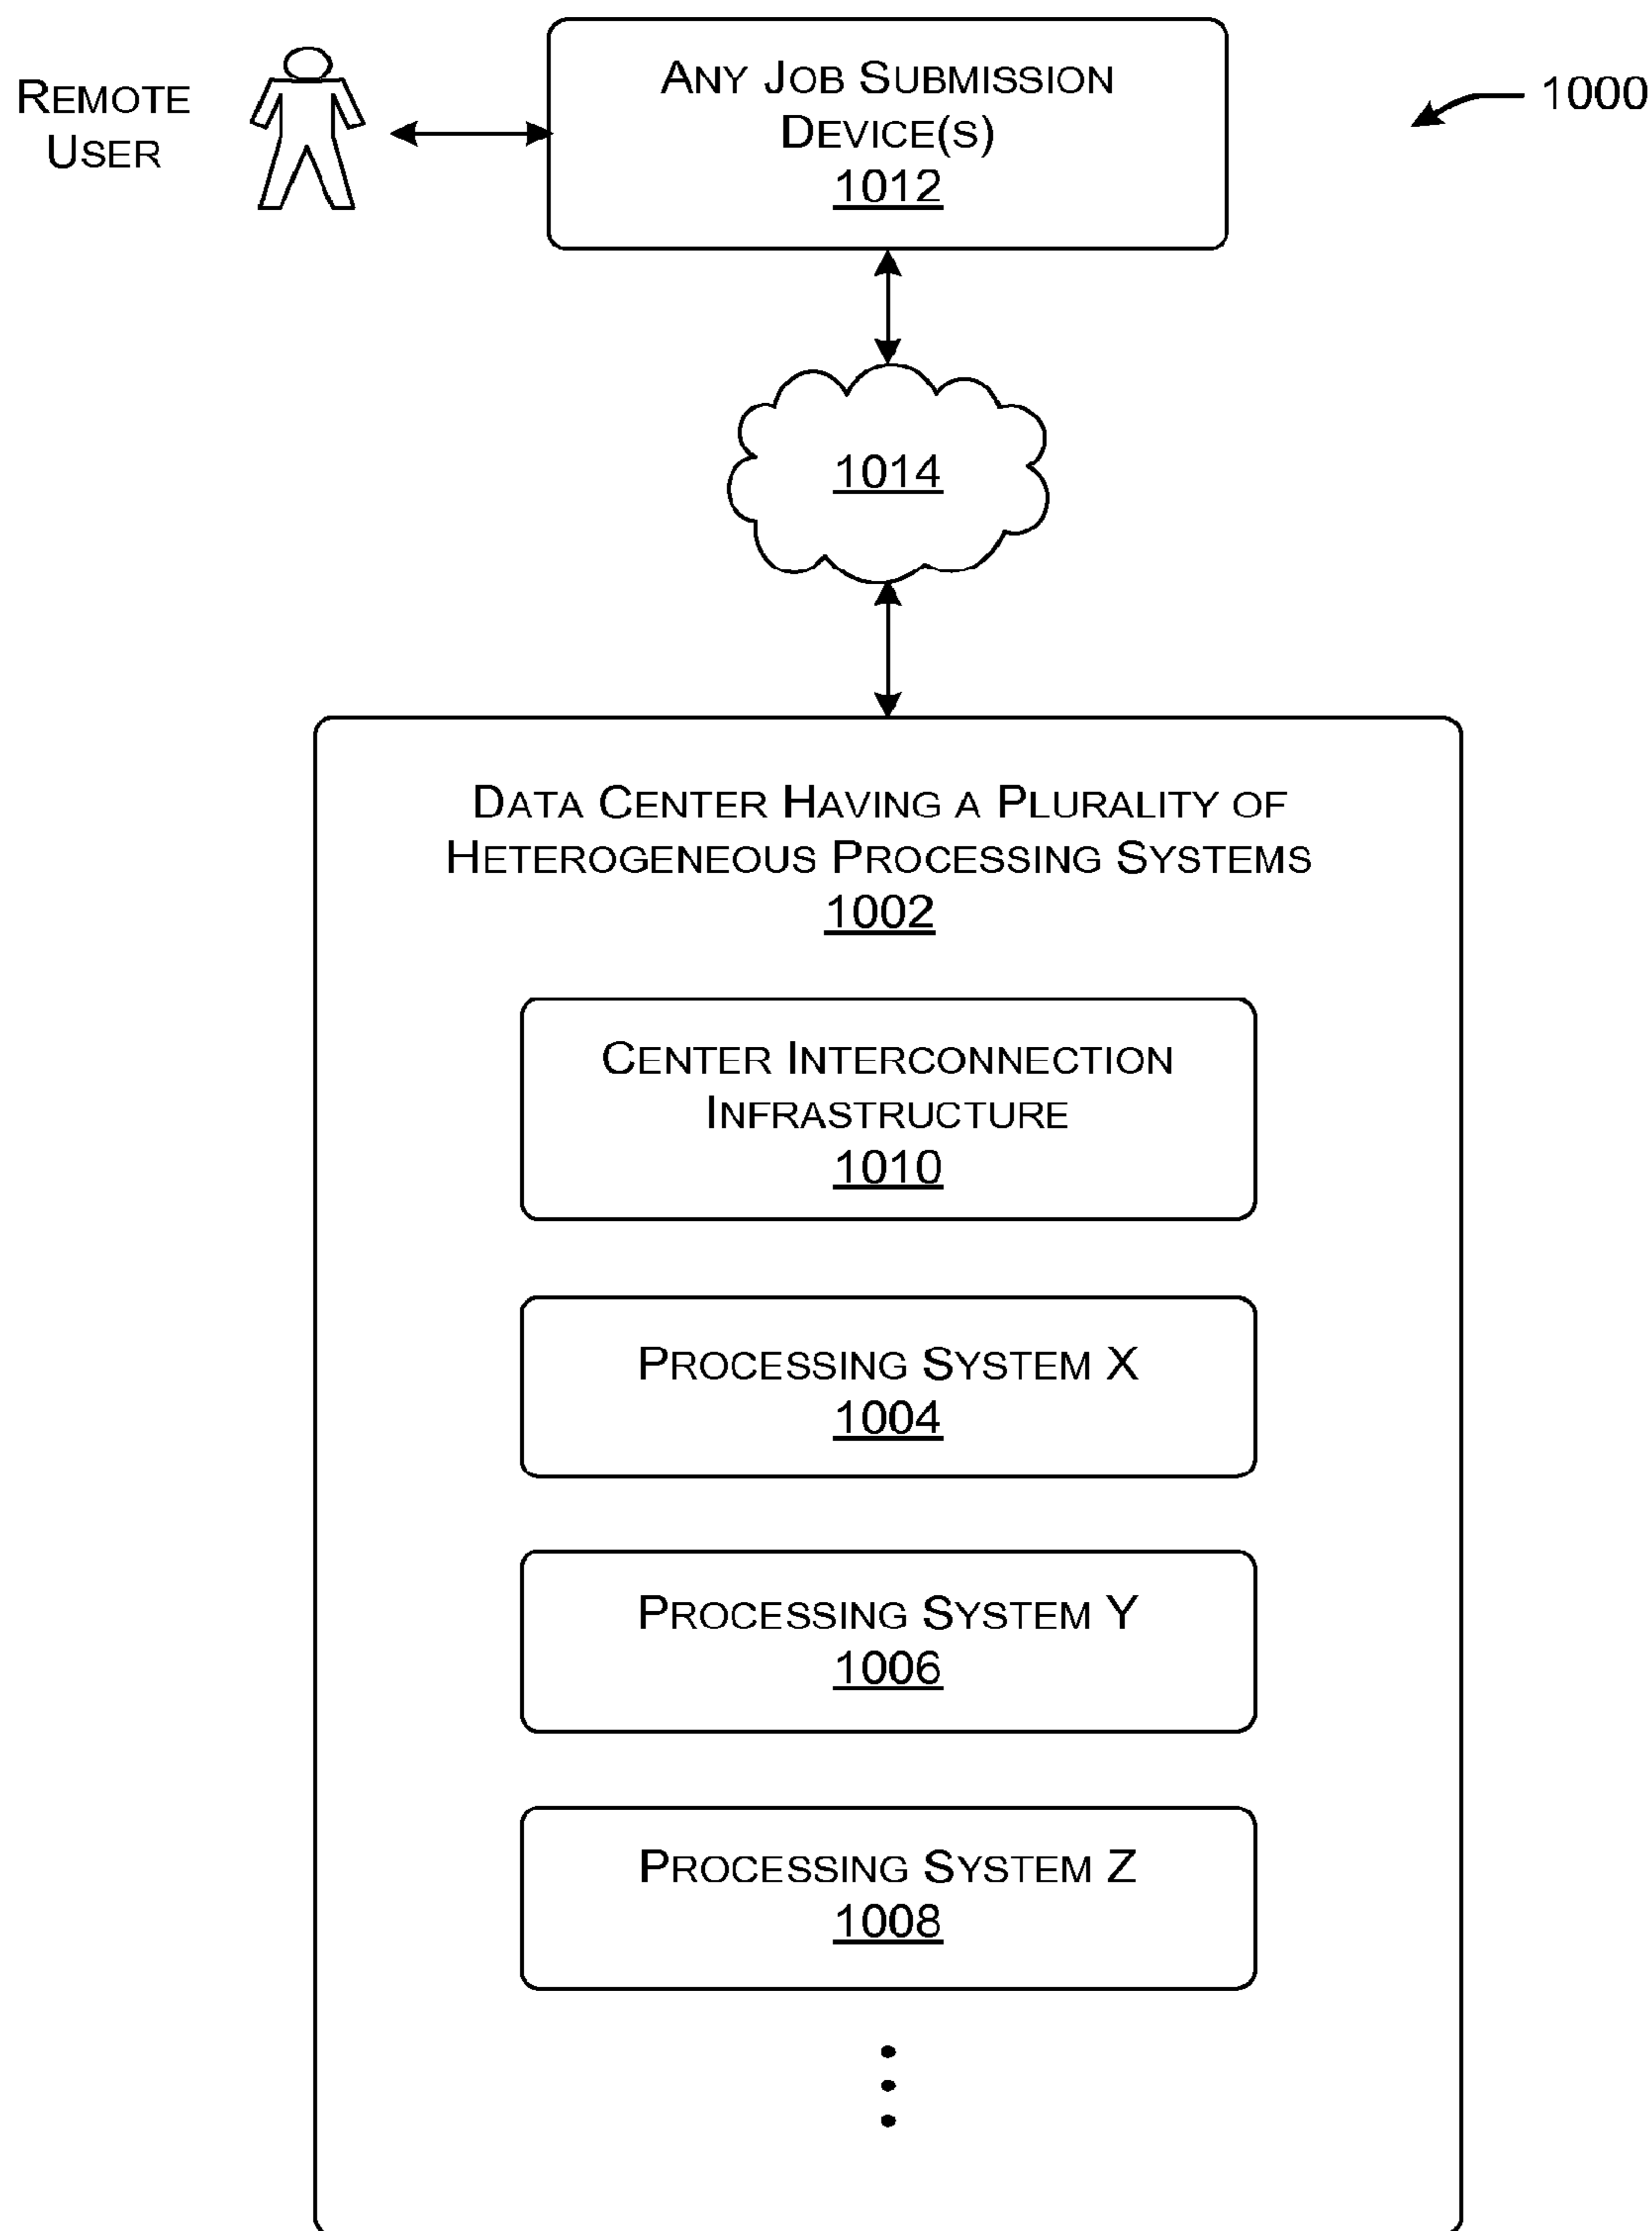 REMOTE
USER
ANY JOB SUBMISSION
DEVICE(S)
1012
1000
1014
DATA CENTER HAVING A PLURALITY OF
HETEROGENEOUS PROCESSING SYSTEMS
1002
CENTER INTERCONNECTION
INFRASTRUCTURE
1010
PROCESSING SYSTEM X
1004
PROCESSING SYSTEM Y
1006
PROCESSING SYSTEM Z
1008